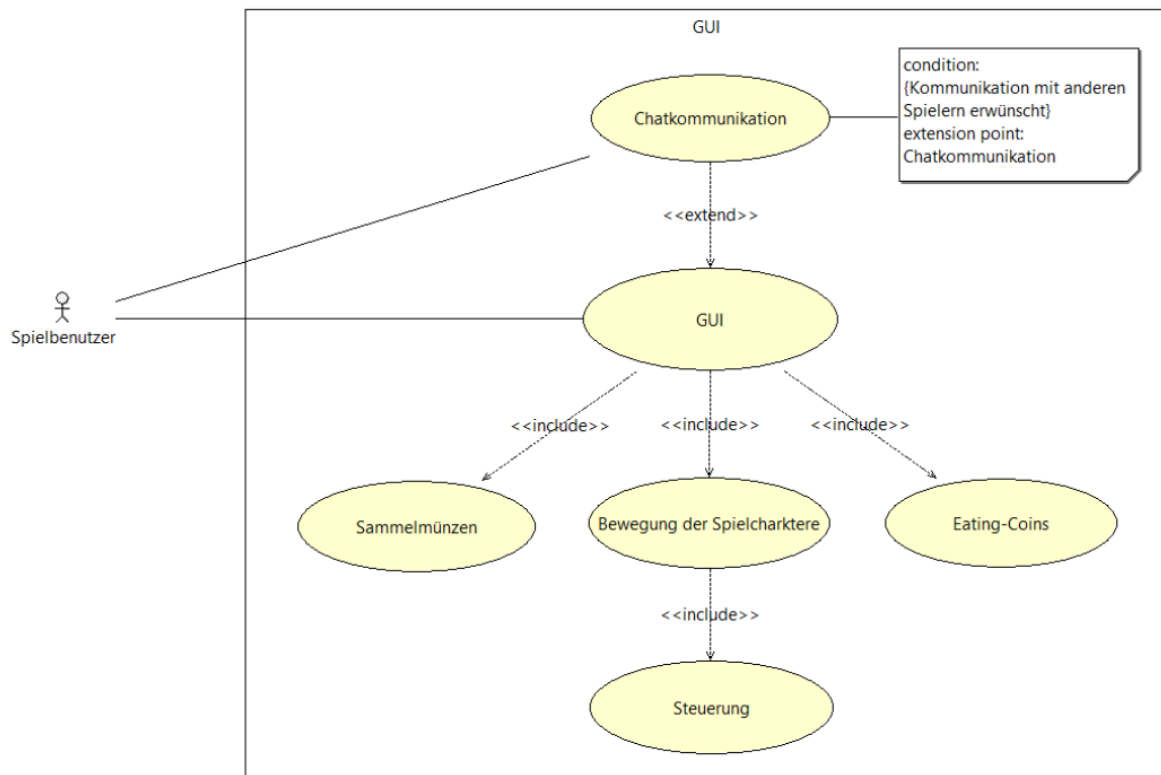 GUI
condition:
{Kommunikation mit anderen
Spielern erwünscht}
extension point:
Chatkommunikation
Chatkommunikation
<<extend>>
Spielbenutzer
GUI
<<include>>
<<include>>
<<include>>
Sammelmünzen
Bewegung der Spielcharktere
Eating-Coins
<<include>>
Steuerung